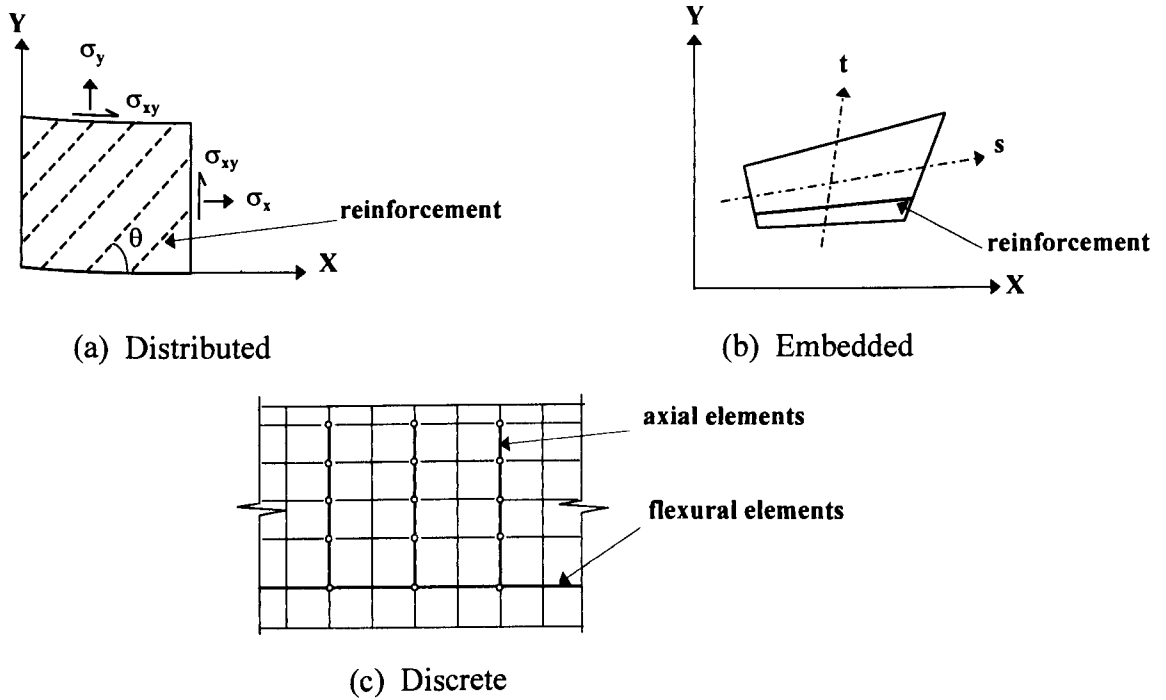 Y
σy
σxy
σxy
σx
reinforcement
θ
X
(a) Distributed
Y
t
s
reinforcement
X
(b) Embedded
axial elements
flexural elements
(c) Discrete